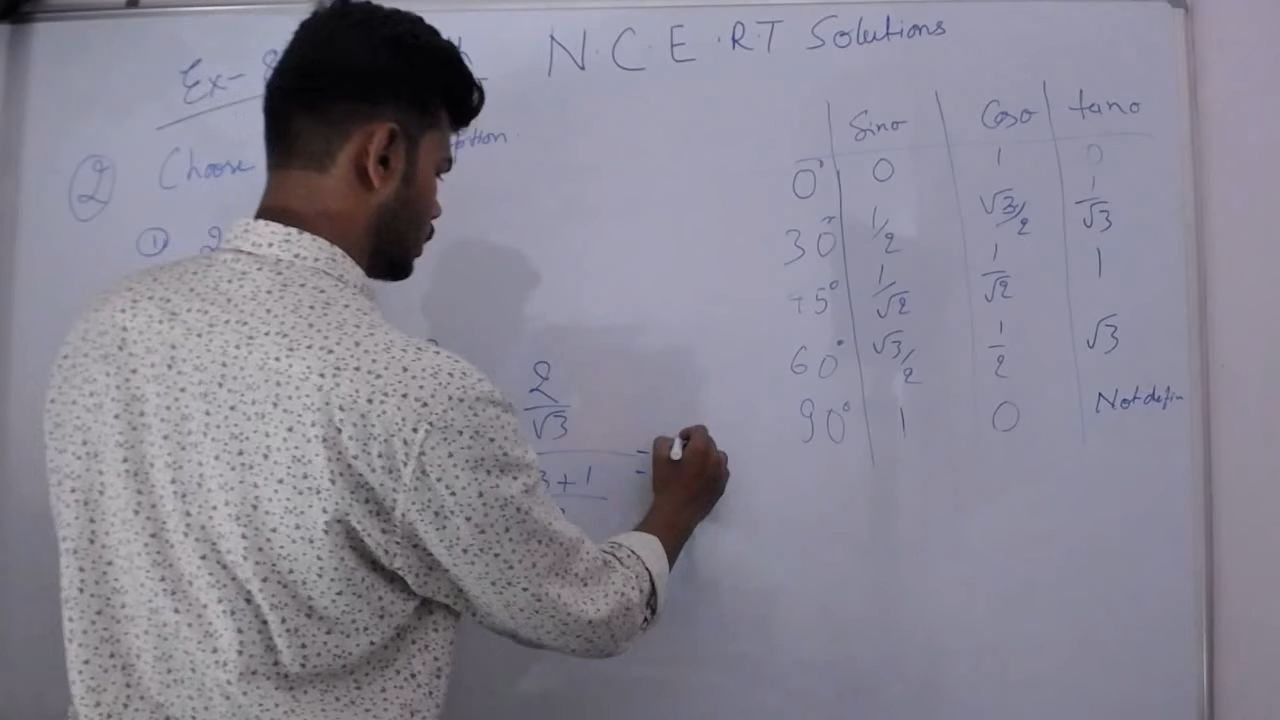 Ex- N.C.E.R.T Solutions
Sinθ Cosθ tanθ
② Choose
0° 0 1 0
30° 1/2 √3/2 1/√3
① 2
45° 1/√2 1/√2 1
60° √3/2 1/2 √3
2/√3
90° 1 0 Not defin
3+1 =